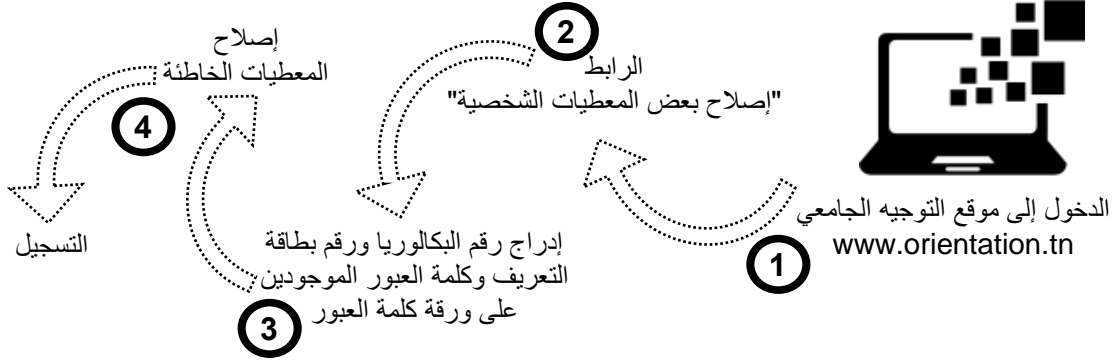 الدخول إلى موقع التوجيه الجامعي
www.orientation.tn
1
الرابط
"إصلاح بعض المعطيات الشخصية"
2
إدراج رقم البكالوريا ورقم بطاقة
التعريف وكلمة العبور الموجودين
على ورقة كلمة العبور
3
إصلاح
المعطيات الخاطئة
4
التسجيل